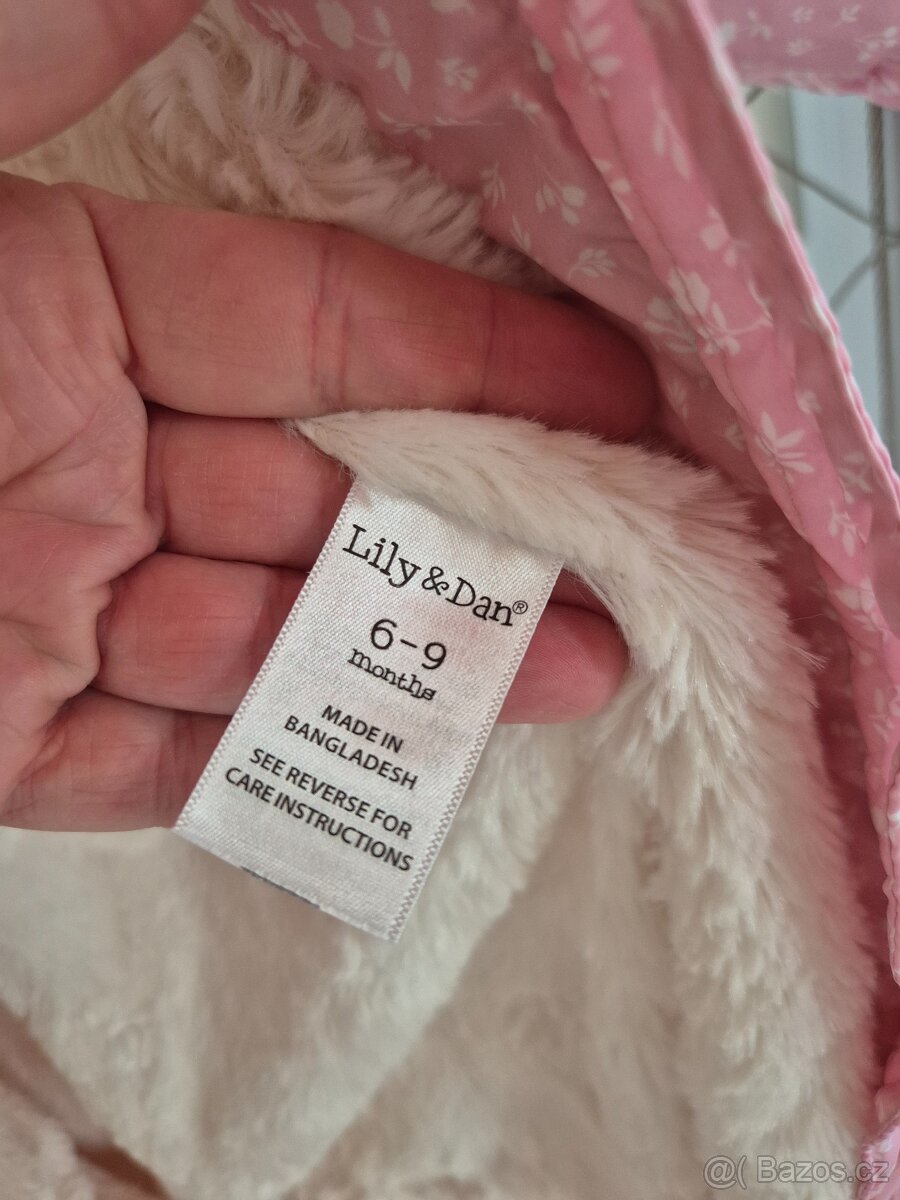 Lily&Dan®
6-9
months
MADE IN
BANGLADESH
SEE REVERSE FOR
CARE INSTRUCTIONS
@( Bazos.cz